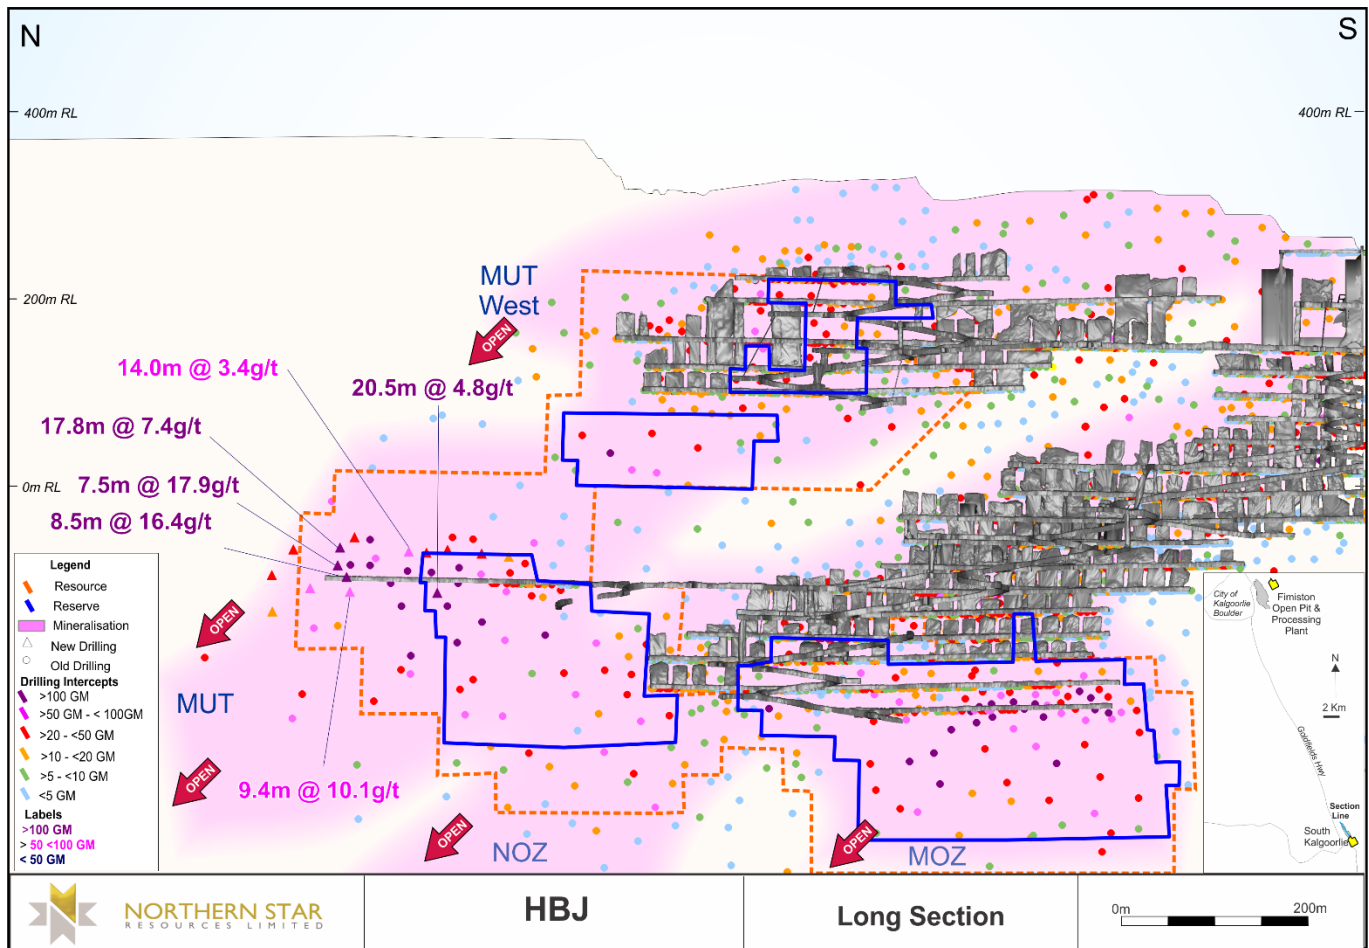 N
S
400m RL
400m RL
MUT
West
200m RL
OPEN
14.0m @ 3.4g/t
20.5m @ 4.8g/t
17.8m @ 7.4g/t
7.5m @ 17.9g/t
0m RL
8.5m @ 16.4g/t
Legend
Resource
Reserve
Mineralisation
New Drilling
Old Drilling
Drilling Intercepts
>100 GM
>50 GM - < 100GM
>20 - <50 GM
>10 - <20 GM
>5 - <10 GM
<5 GM
Labels
>100 GM
> 50 <100 GM
< 50 GM
OPEN
MUT
OPEN
9.4m @ 10.1g/t
OPEN
NOZ
OPEN
MOZ
City of
Kalgoorlie
Boulder
Fimiston
Open Pit &
Processing
Plant
N
2 Km
Goldfields Hwy
Section
Line
South
Kalgoorlie
NORTHERN STAR
RESOURCES LIMITED
HBJ
Long Section
0m
200m